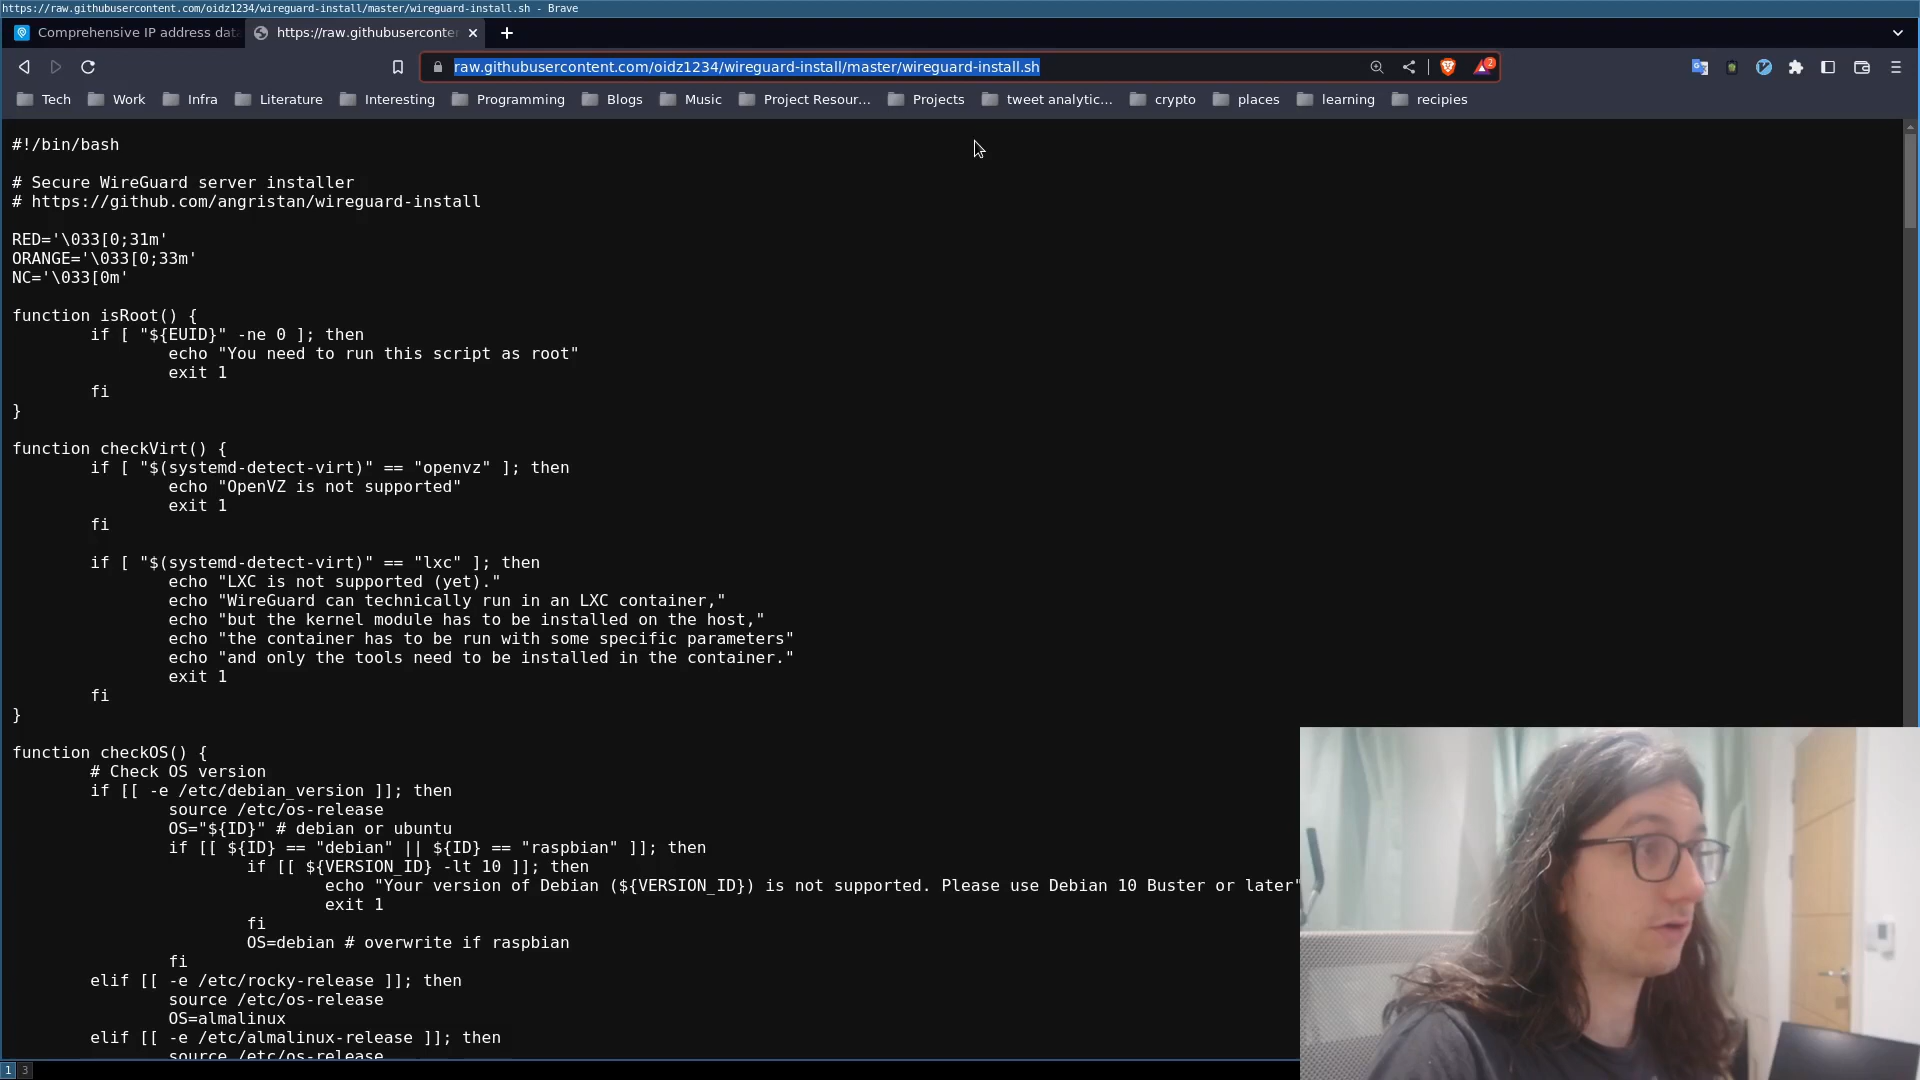 https://raw.githubusercontent.com/oidz1234/wireguard-install/master/wireguard-install.sh - Brave
Comprehensive IP address dat
https://raw.githubusercontent
raw.githubusercontent.com/oidz1234/wireguard-install/master/wireguard-install.sh
2
Tech Work Infra Literature Interesting Programming Blogs Music Project Resour... Projects tweet analytic... crypto places learning recipies
#!/bin/bash
# Secure WireGuard server installer
# https://github.com/angristan/wireguard-install
RED='\033[0;31m'
ORANGE='\033[0;33m'
NC='\033[0m'
function isRoot() {
if [ "${EUID}" -ne 0 ]; then
echo "You need to run this script as root"
exit 1
fi
}
function checkVirt() {
if [ "$(systemd-detect-virt)" == "openvz" ]; then
echo "OpenVZ is not supported"
exit 1
fi
if [ "$(systemd-detect-virt)" == "lxc" ]; then
echo "LXC is not supported (yet)."
echo "WireGuard can technically run in an LXC container,"
echo "but the kernel module has to be installed on the host,"
echo "the container has to be run with some specific parameters"
echo "and only the tools need to be installed in the container."
exit 1
fi
}
function checkOS() {
# Check OS version
if [[ -e /etc/debian_version ]]; then
source /etc/os-release
OS="${ID}" # debian or ubuntu
if [[ ${ID} == "debian" || ${ID} == "raspbian" ]]; then
if [[ ${VERSION_ID} -lt 10 ]]; then
echo "Your version of Debian (${VERSION_ID}) is not supported. Please use Debian 10 Buster or later"
exit 1
fi
OS=debian # overwrite if raspbian
fi
elif [[ -e /etc/rocky-release ]]; then
source /etc/os-release
OS=almalinux
elif [[ -e /etc/almalinux-release ]]; then
source /etc/os-release
1 3